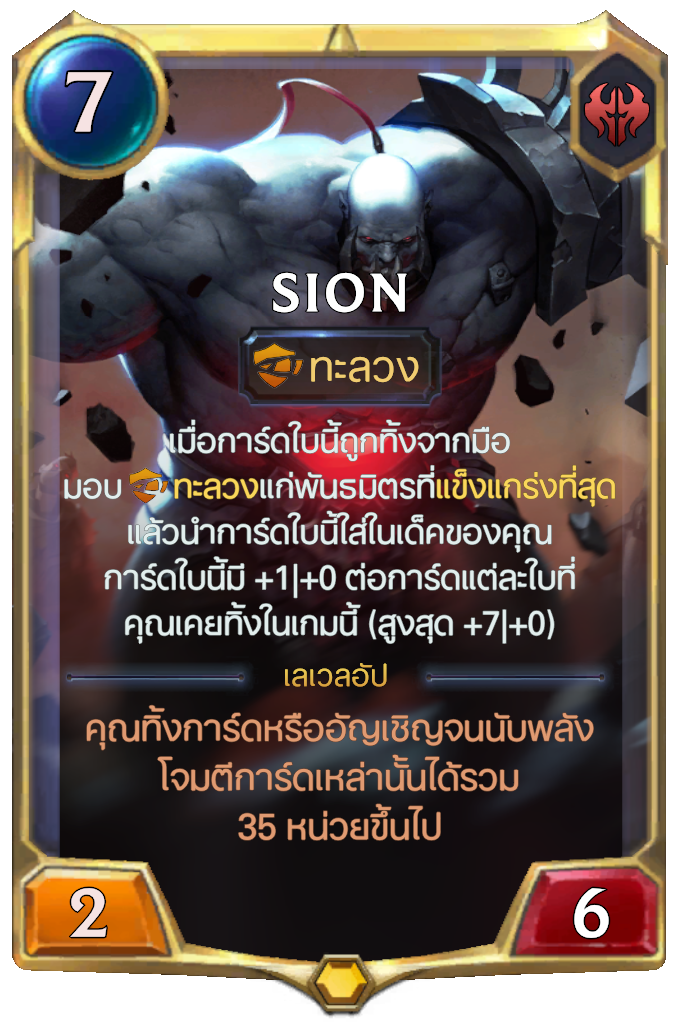 7
SION
ทะลวง
เมื่อการ์ดใบนี้ถูกทิ้งจากมือ
มอบ ทะลวงแก่พันธมิตรที่แข็งแกร่งที่สุด
แล้วนำการ์ดใบนี้ใส่ในเด็คของคุณ
การ์ดใบนี้มี +1|+0 ต่อการ์ดแต่ละใบที่
คุณเคยทิ้งในเกมนี้ (สูงสุด +7|+0)
เลเวลอัป
คุณทิ้งการ์ดหรืออัญเชิญจนนับพลัง
โจมตีการ์ดเหล่านั้นได้รวม
35 หน่วยขึ้นไป
2
6